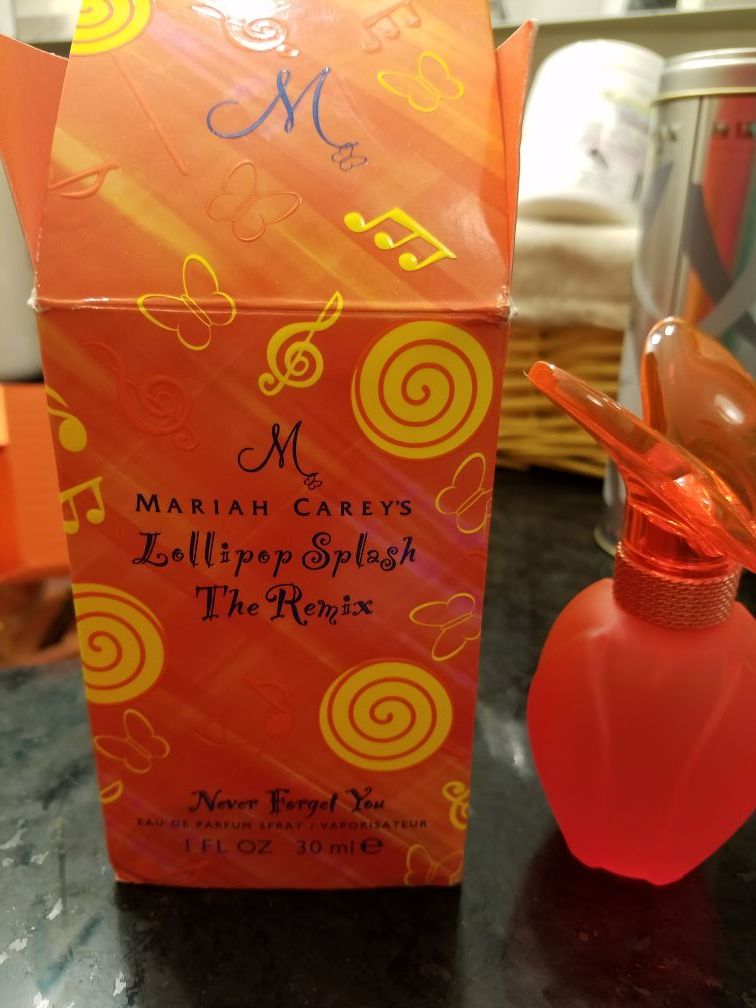 M
M
MARIAH CAREY'S
Lollipop Splash
The Remix
Never Forget You
EAU DE PARFUM SPRAY / VAPORISATEUR
1 FL OZ 30 ml e